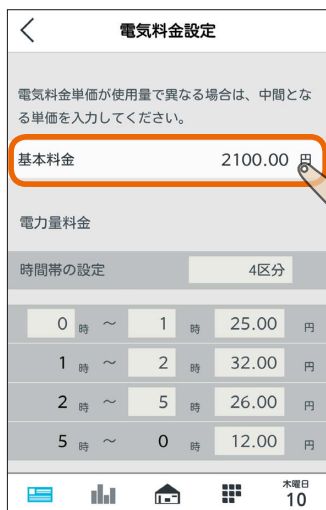 電気料金設定
電気料金単価が使用量で異なる場合は、中間とな
る単価を入力してください。
基本料金 2100.00 円
電力量料金
時間帯の設定 4区分
0 時 ～ 1 時 25.00 円
1 時 ～ 2 時 32.00 円
2 時 ～ 5 時 26.00 円
5 時 ～ 0 時 12.00 円
木曜日
10